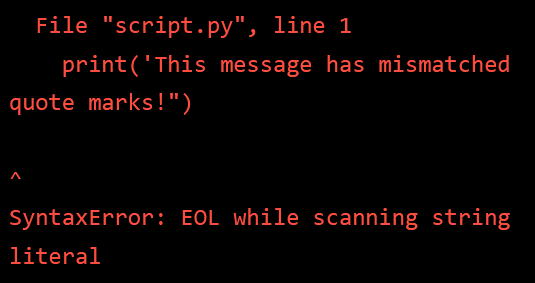 File "script.py", line 1
print('This message has mismatched
quote marks!")
^
SyntaxError: EOL while scanning string
literal